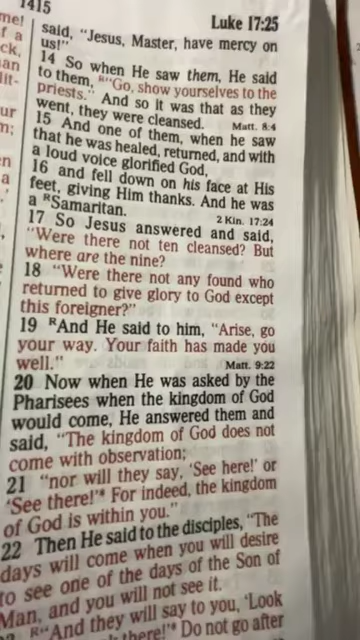 1415
Luke 17:25
said, "Jesus, Master, have mercy on
us!"
14 So when He saw them, He said
to them, R"Go, show yourselves to the
priests." And so it was that as they
went, they were cleansed. Matt. 8:4
15 And one of them, when he saw
that he was healed, returned, and with
a loud voice glorified God,
16 and fell down on his face at His
feet, giving Him thanks. And he was
a RSamaritan. 2 Kin. 17:24
17 So Jesus answered and said,
"Were there not ten cleansed? But
where are the nine?
18 "Were there not any found who
returned to give glory to God except
this foreigner?"
19 RAnd He said to him, "Arise, go
your way. Your faith has made you
well." Matt. 9:22
20 Now when He was asked by the
Pharisees when the kingdom of God
would come, He answered them and
said, "The kingdom of God does not
come with observation;
21 "nor will they say, 'See here!' or
'See there!'* For indeed, the kingdom
of God is within you."
22 Then He said to the disciples, "The
days will come when you will desire
to see one of the days of the Son of
Man, and you will not see it.
R"And they will say to you, 'Look
there!'* Do not go after